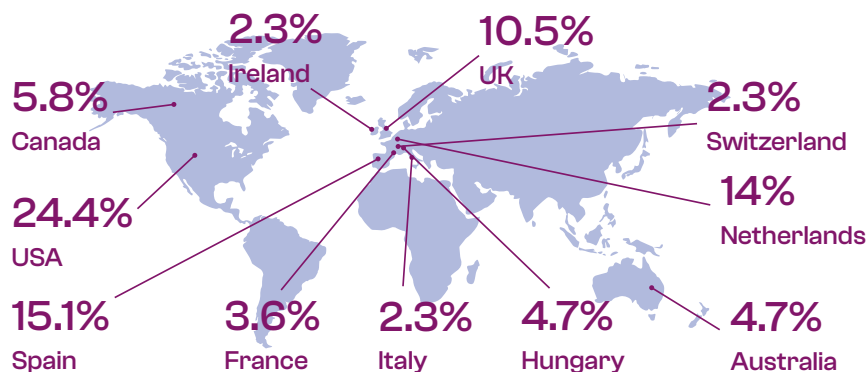 2.3%
Ireland
10.5%
UK
5.8%
Canada
2.3%
Switzerland
24.4%
USA
14%
Netherlands
15.1%
Spain
3.6%
France
2.3%
Italy
4.7%
Hungary
4.7%
Australia